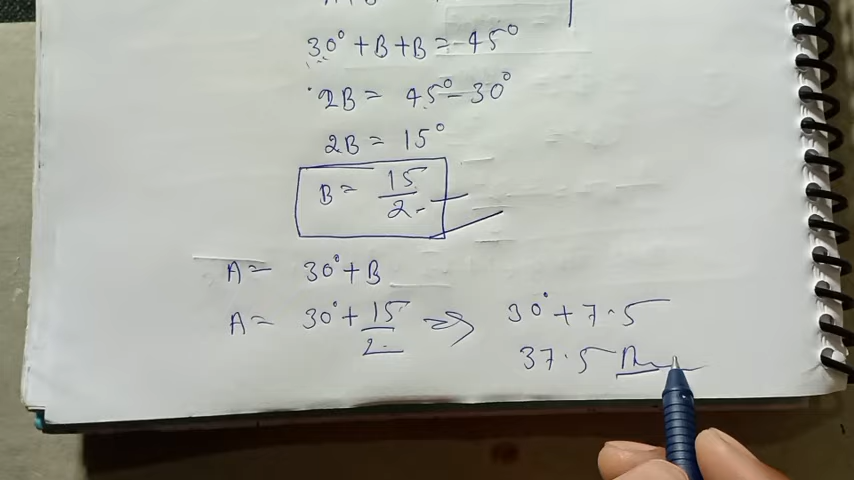 30° + B + B = 45°
2B = 45° - 30°
2B = 15°
B = 15/2
A = 30° + B
A = 30° + 15/2 => 30° + 7.5
37.5